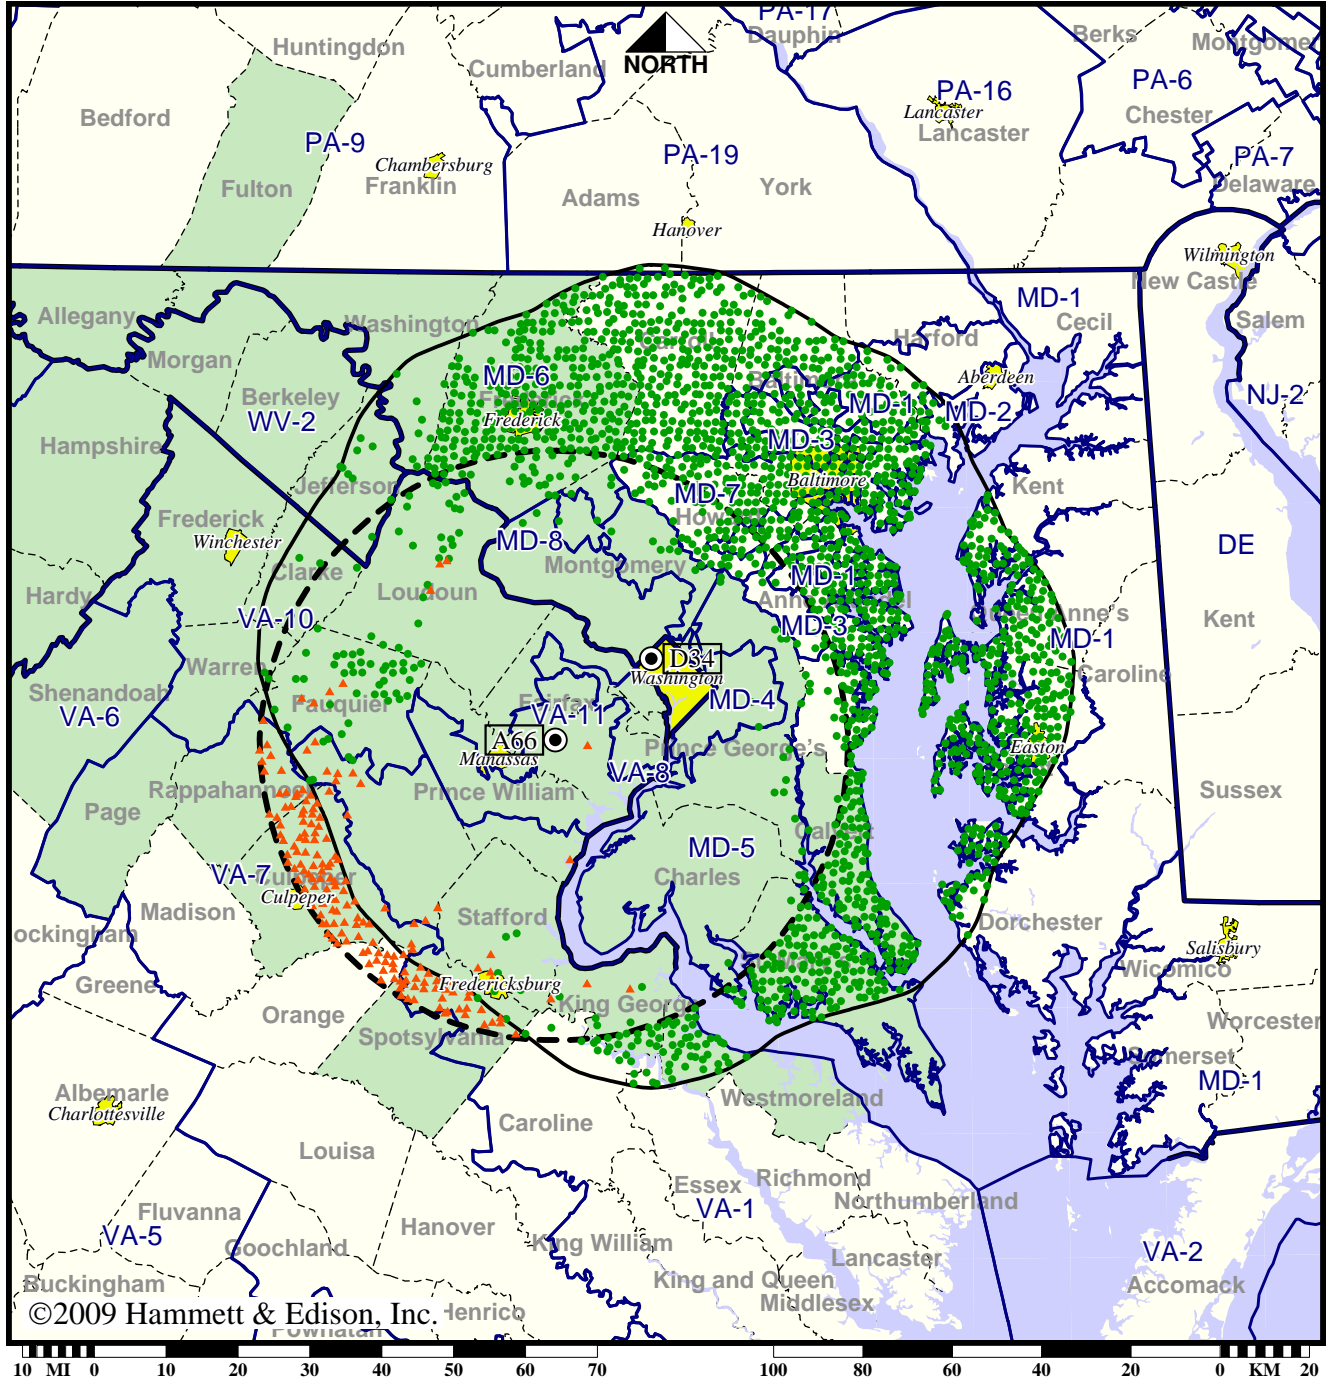 PA-17
Dauphin
Berks
Huntingdon
Cumberland
NORTH
PA-6
PA-16
Lancaster
Lancaster
Chester
Bedford
PA-9
PA-19
PA-7
Chambersburg
Franklin
Fulton
Adams
York
Delaware
Hanover
Wilmington
New Castle
MD-1
Allegany
Washington
Cecil
Salem
Harford
Morgan
MD-6
Aberdeen
Berkeley
WV-2
Frederick
MD-1
MD-2
NJ-2
MD-3
Hampshire
Baltimore
Jefferson
MD-7
Kent
Frederick
Winchester
MD-8
DE
Clarke
Montgomery
MD-1
Hardy
Loudoun
VA-10
MD-3
Kent
MD-1
Warren
D34
Washington
Caroline
Shenandoah
VA-6
Fauquier
Fairfax
VA-11
MD-4
A66
Manassas
Prince George's
Easton
VA-8
Prince William
Sussex
Page
MD-5
VA-7
Charles
Culpeper
Madison
Stafford
Dorchester
ockingham
Salisbury
Wicomico
Greene
Fredericksburg
King George
Orange
Worcester
Spotsylvania
Somerset
MD-1
Albemarle
Charlottesville
Westmoreland
Caroline
Louisa
Essex
Richmond
Northumberland
VA-1
Fluvanna
VA-5
Hanover
Goochland
King William
Lancaster
VA-2
King and Queen
Accomack
Buckingham
Middlesex
©2009 Hammett & Edison, Inc.
Henrico
Powhatan
10 MI 0 10 20 30 40 50 60 70 100 80 60 40 20 0 KM 20